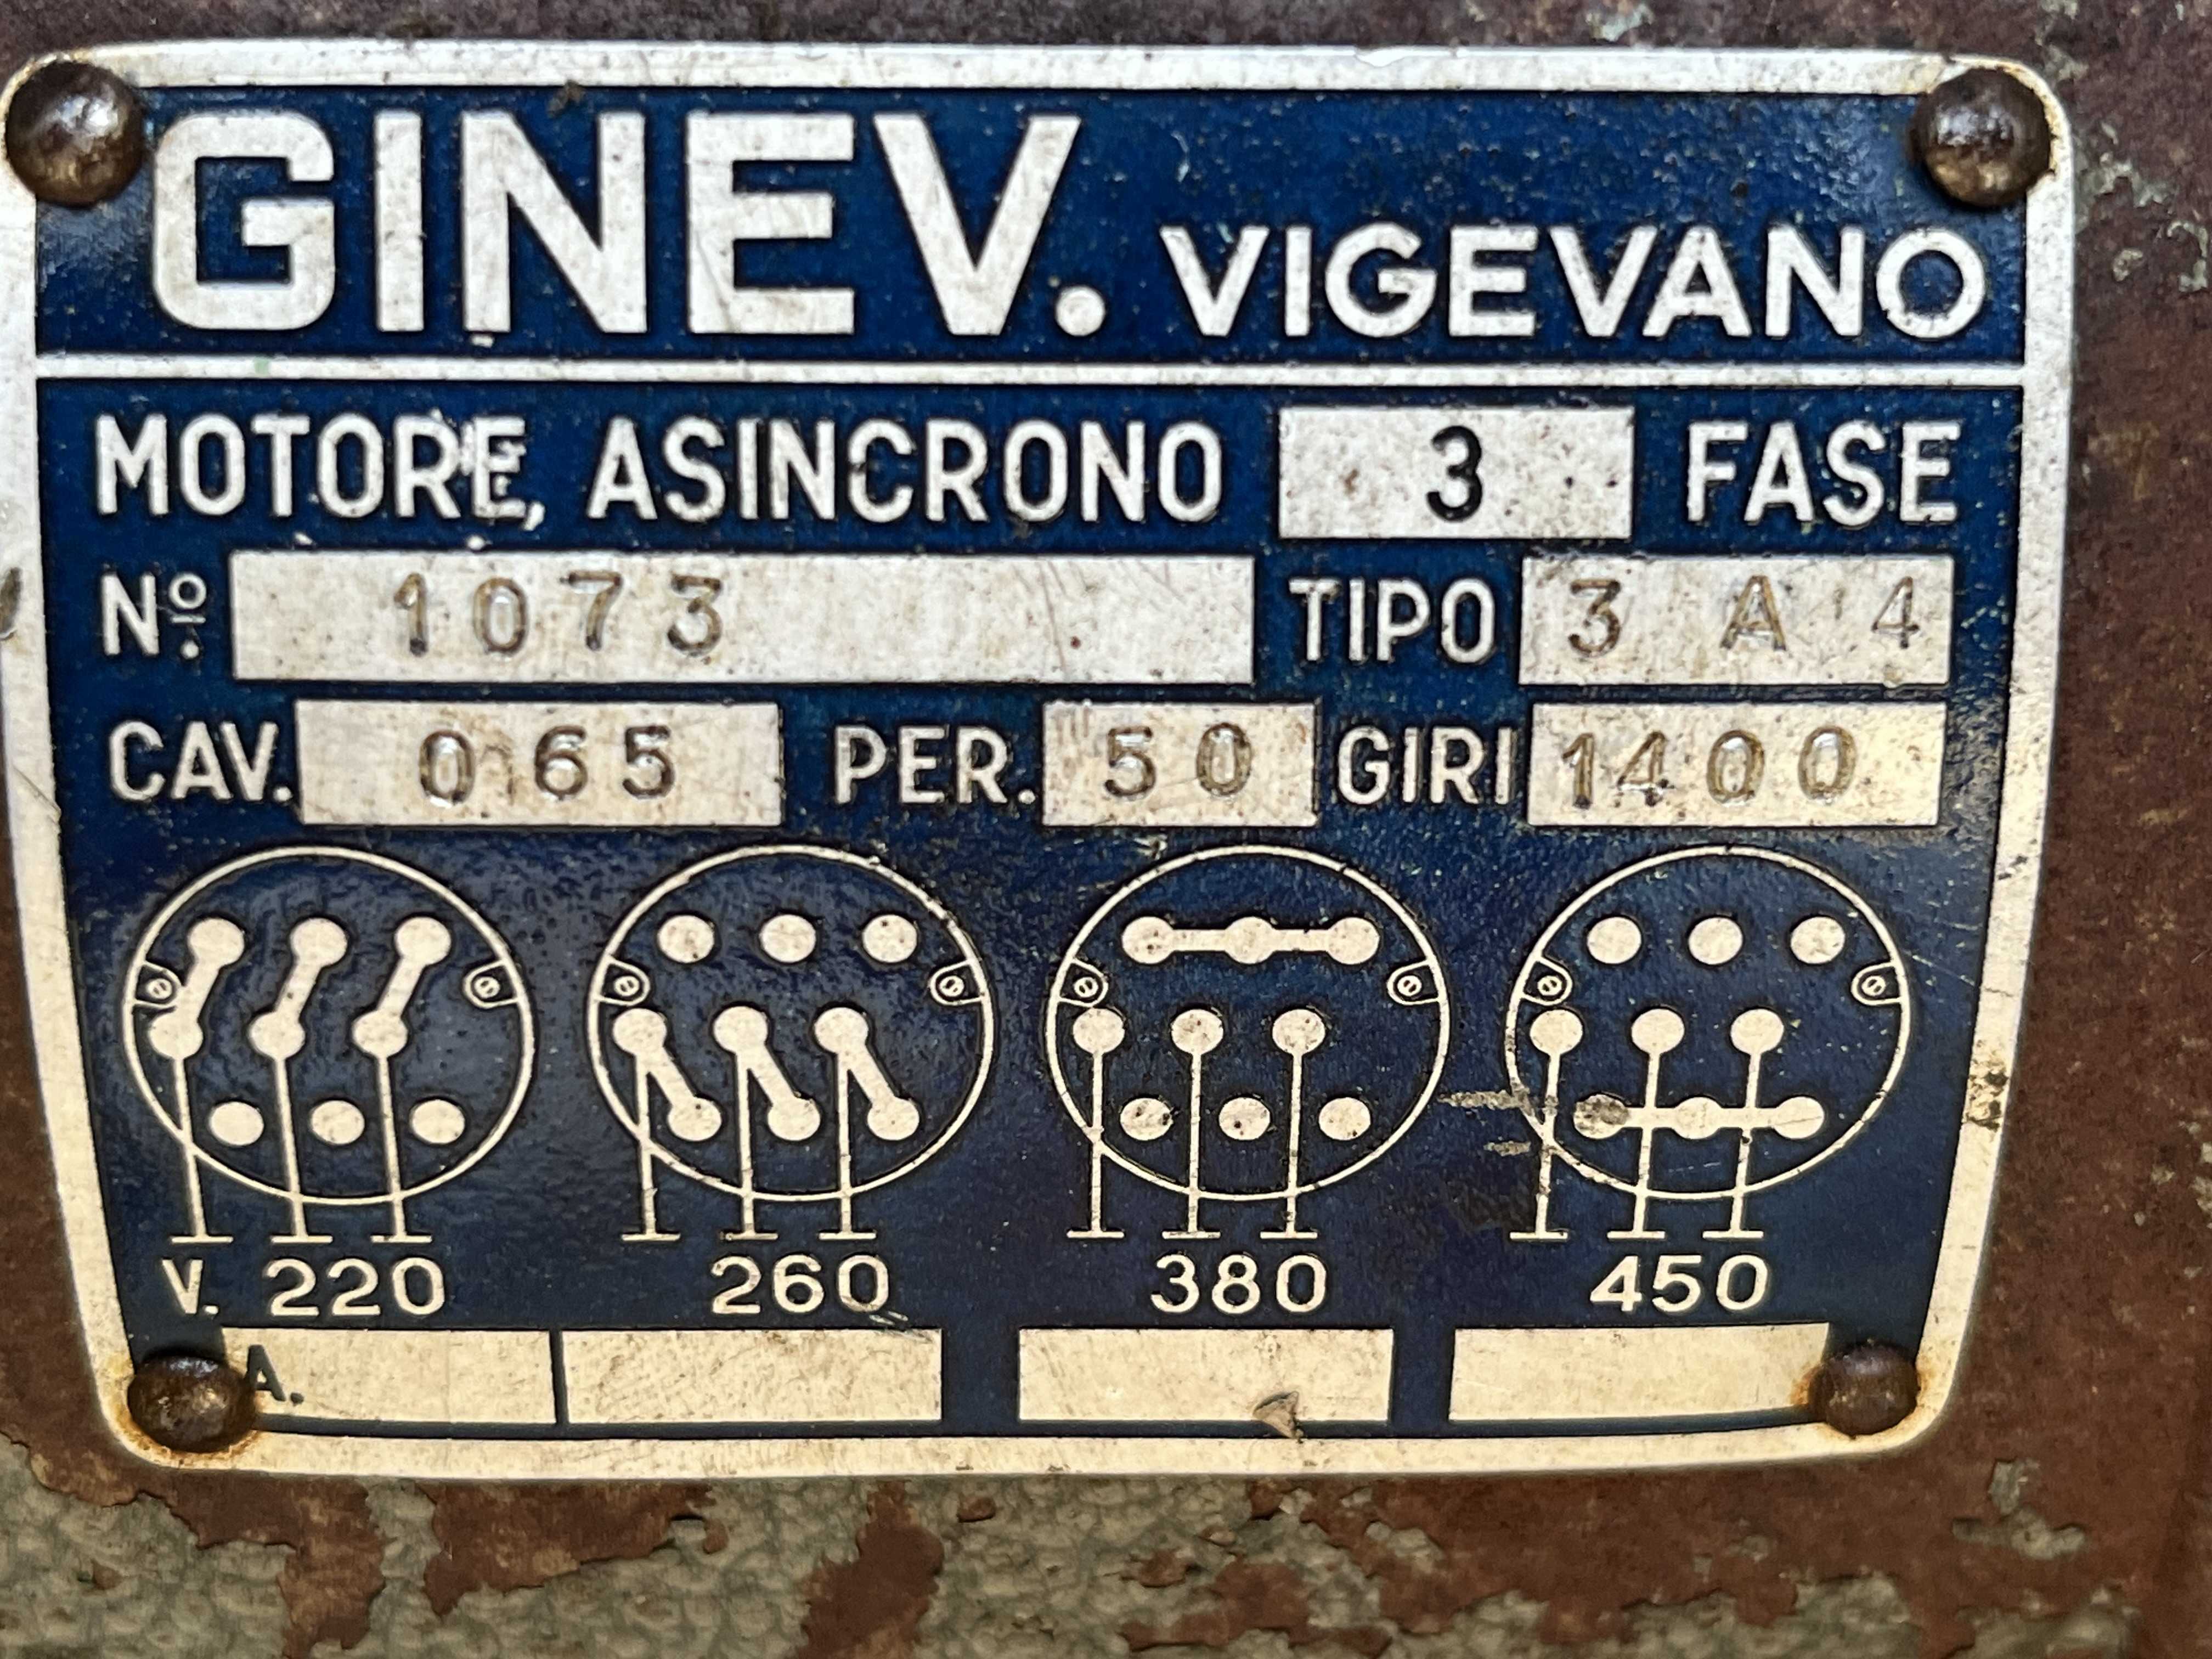 GINEV. VIGEVANO
MOTORE, ASINCRONO 3 FASE
Nº. 1073 TIPO 3 A 4
CAV. 0,65 PER. 50 GIRI 1400
V. 220 260 380 450
A.